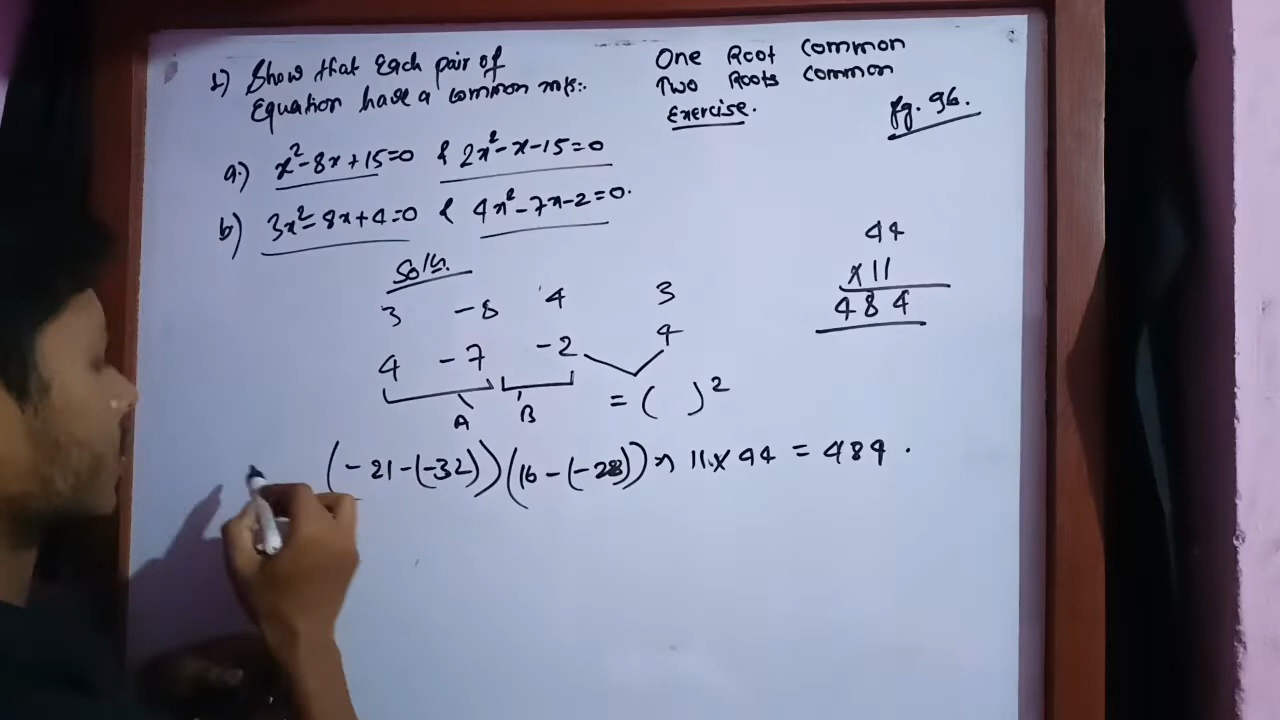 1) Show that Each pair of
Equation have a common
One Root Common
Two Roots Common
Exercise.
pg. 96.
a.) x²-8x+15=0 & 2x²-x-15=0
b) 3x²-8x+4=0 & 4x²-7x-2=0.
Soln.
3 -8 4 3
4 -7 -2 4
A B = ( )²
(-21-(-32))(16-(-28)) 11x44 = 484.
44
x11
484